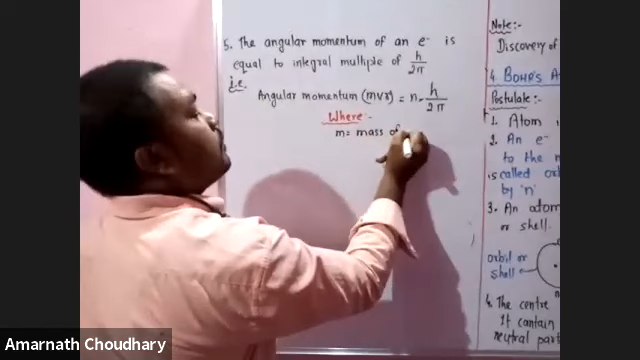 5. The angular momentum of an e⁻ is
equal to integral multiple of h/2π
i.e.
Angular momentum (mvr) = n. h/2π
Where :-
m= mass of
Note:-
Discovery of
4. BOHR'S A
Postulate :-
1. Atom
2. An e⁻
to the n
is called orb
by 'n'
3. An atom
or shell.
orbit or
shell
4. The centre
It contain
neutral part
Amarnath Choudhary